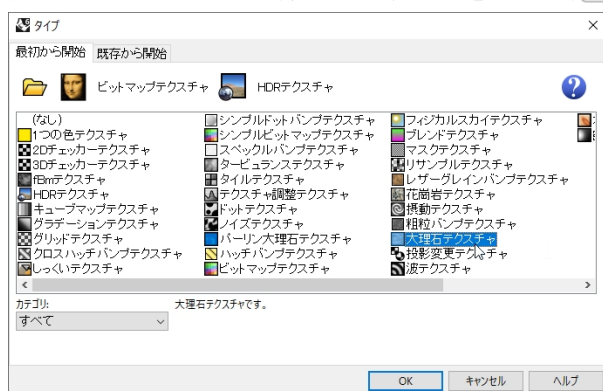 タイプ
最初から開始 既存から開始
ビットマップテクスチャ HDRテクスチャ
(なし)
1つの色テクスチャ
2Dチェッカーテクスチャ
3Dチェッカーテクスチャ
fBmテクスチャ
HDRテクスチャ
キューブマップテクスチャ
グラデーションテクスチャ
グリッドテクスチャ
クロスハッチバンプテクスチャ
しっくいテクスチャ
シンプルドットバンプテクスチャ
シンプルビットマップテクスチャ
スペックルバンプテクスチャ
タービュランステクスチャ
タイルテクスチャ
テクスチャ調整テクスチャ
ドットテクスチャ
ノイズテクスチャ
パーリン大理石テクスチャ
ハッチバンプテクスチャ
ビットマップテクスチャ
フィジカルスカイテクスチャ
ブレンドテクスチャ
マスクテクスチャ
リサンプルテクスチャ
レザーグレインバンプテクスチャ
花崗岩テクスチャ
摂動テクスチャ
粗粒バンプテクスチャ
大理石テクスチャ
投影変更テクスチャ
波テクスチャ
カテゴリ: 大理石テクスチャです。
すべて
OK キャンセル ヘルプ